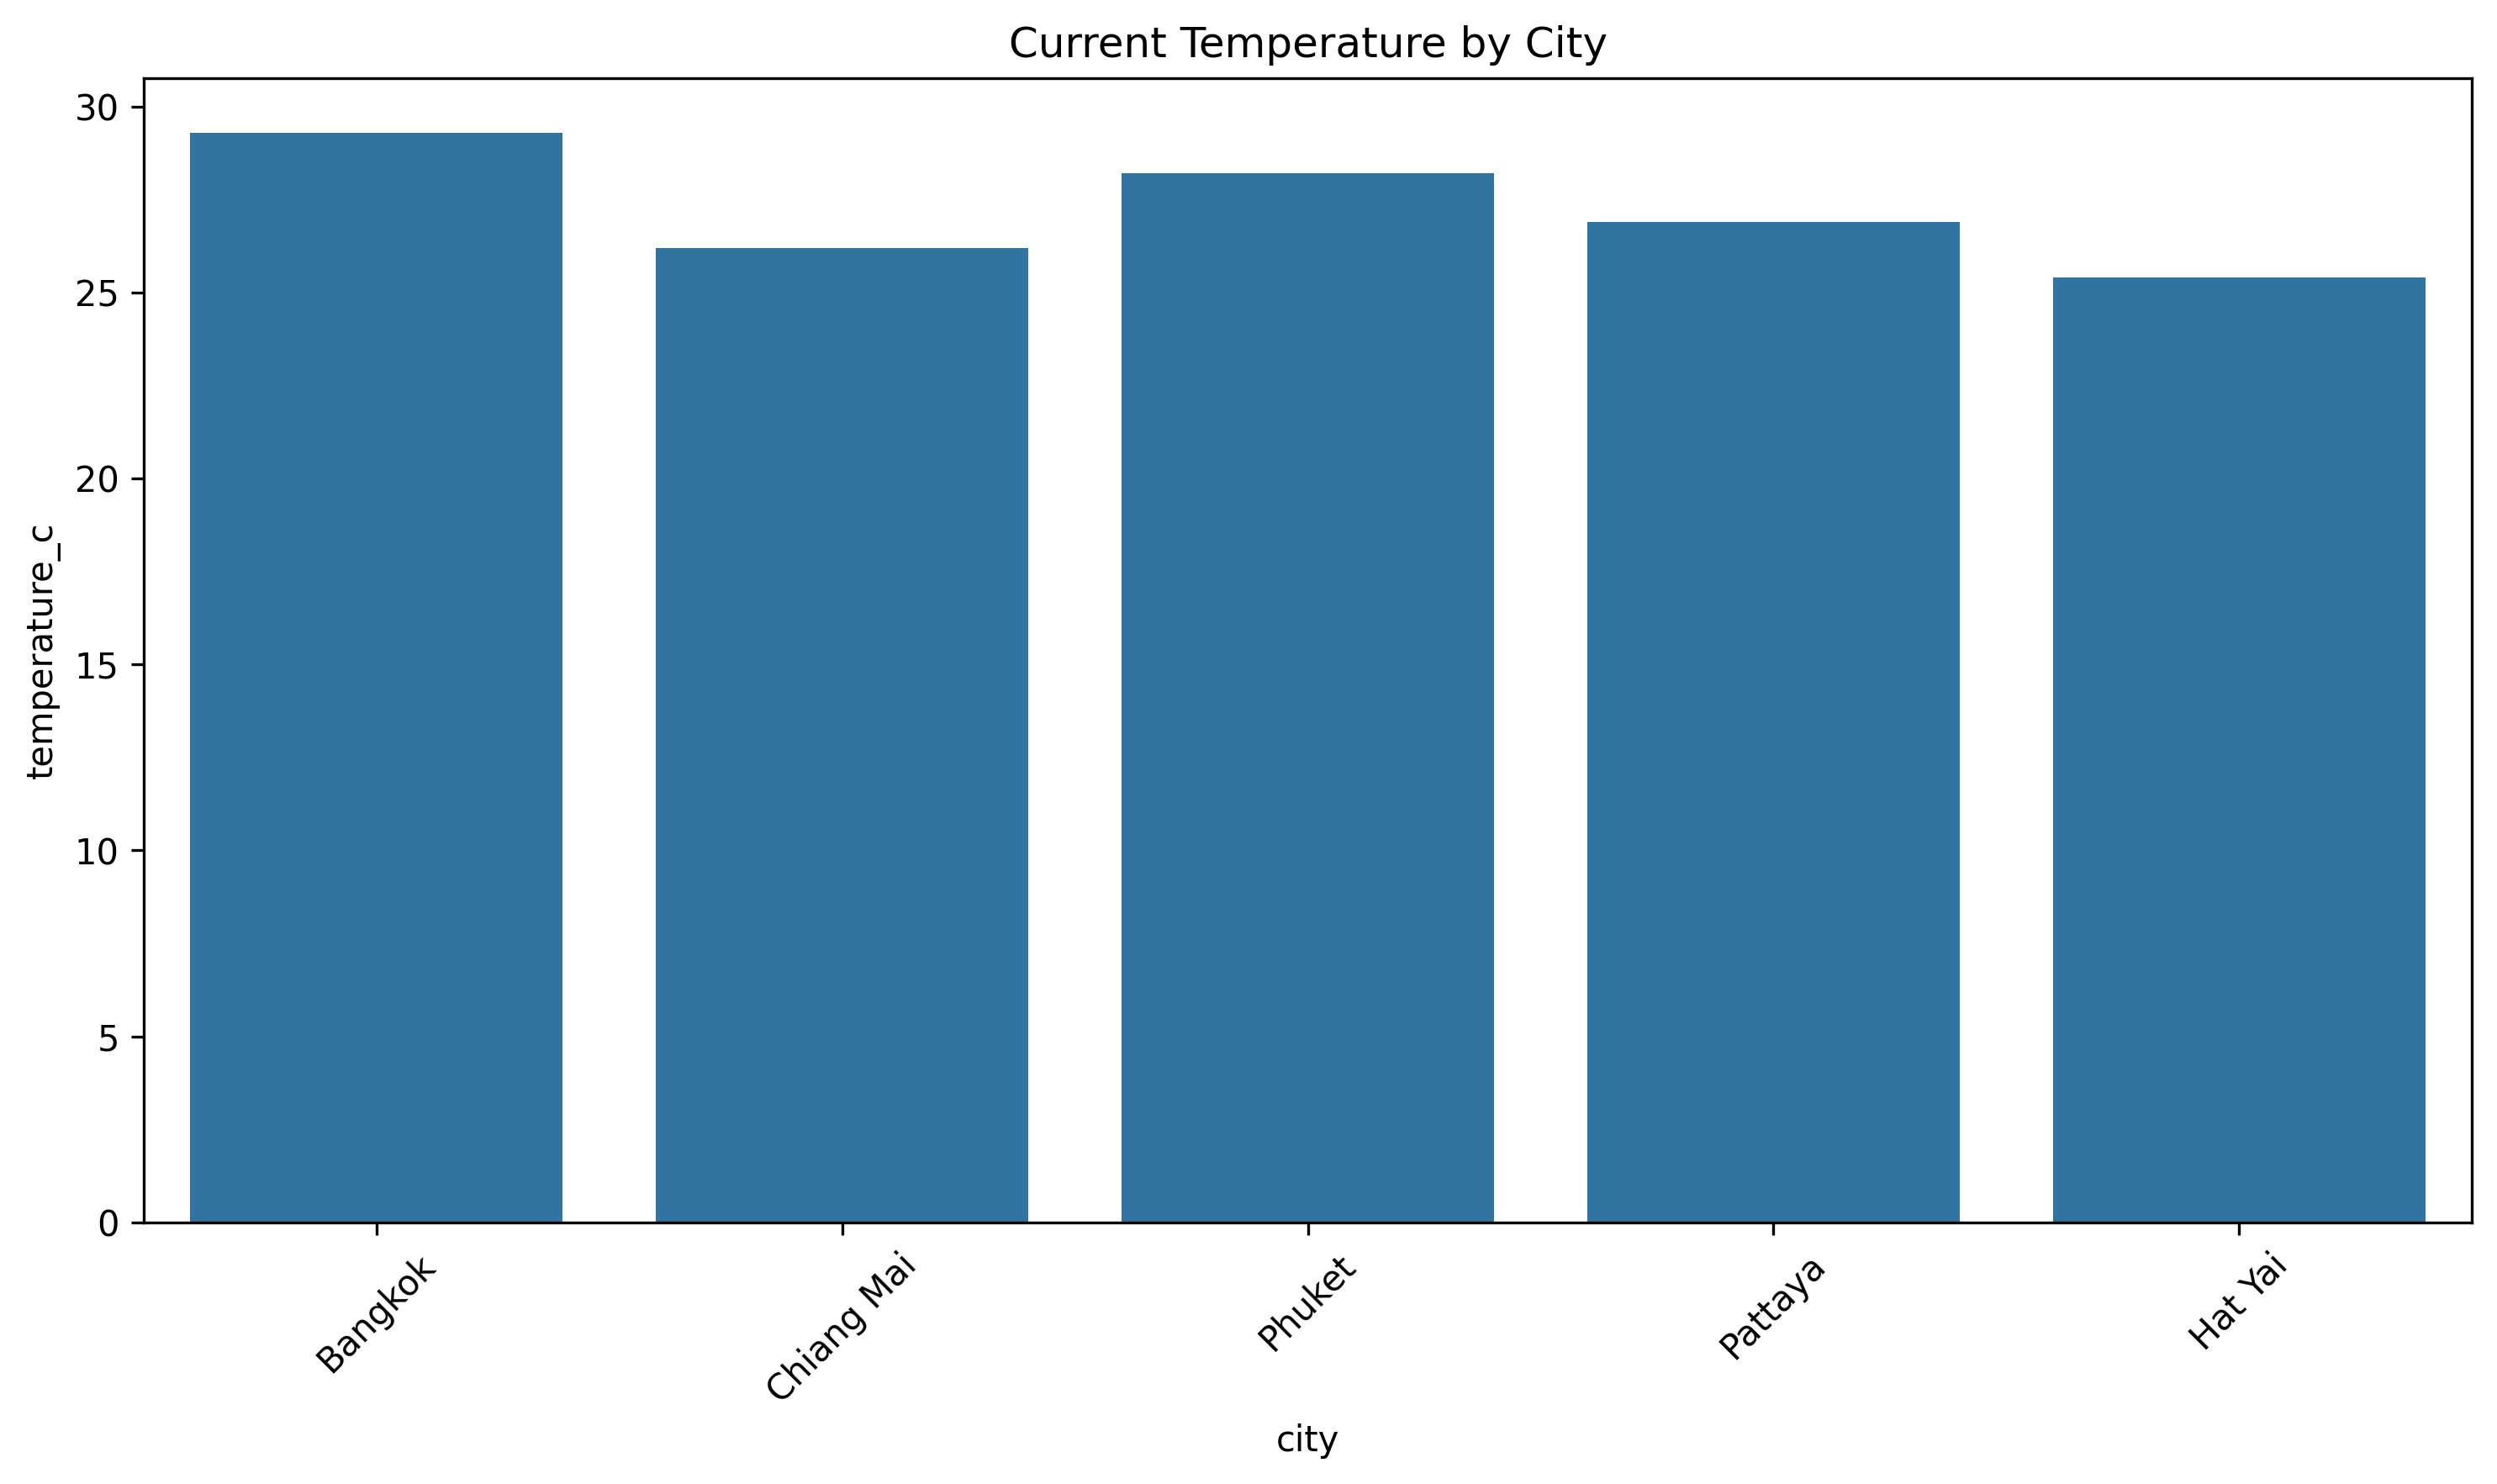 Current Temperature by City
30
25
20
15
10
5
0
temperature_c
Bangkok
Chiang Mai
Phuket
Pattaya
Hat Yai
city